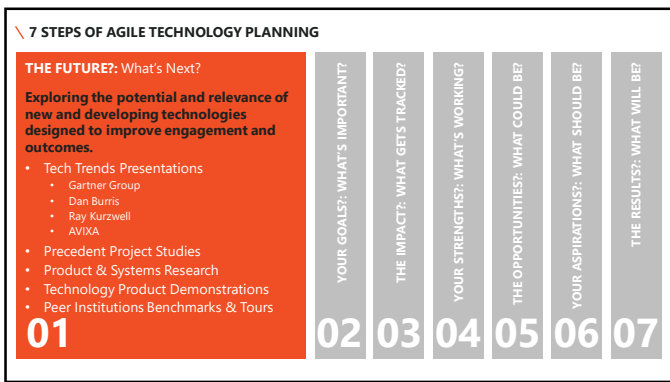 \ 7 STEPS OF AGILE TECHNOLOGY PLANNING
THE FUTURE?: What's Next?
Exploring the potential and relevance of
new and developing technologies
designed to improve engagement and
outcomes.
• Tech Trends Presentations
• Gartner Group
• Dan Burris
• Ray Kurzwell
• AVIXA
• Precedent Project Studies
• Product & Systems Research
• Technology Product Demonstrations
• Peer Institutions Benchmarks & Tours
01
YOUR GOALS?: WHAT'S IMPORTANT?
02
THE IMPACT?: WHAT GETS TRACKED?
03
YOUR STRENGTHS?: WHAT'S WORKING?
04
THE OPPORTUNITIES?: WHAT COULD BE?
05
YOUR ASPIRATIONS?: WHAT SHOULD BE?
06
THE RESULTS?: WHAT WILL BE?
07